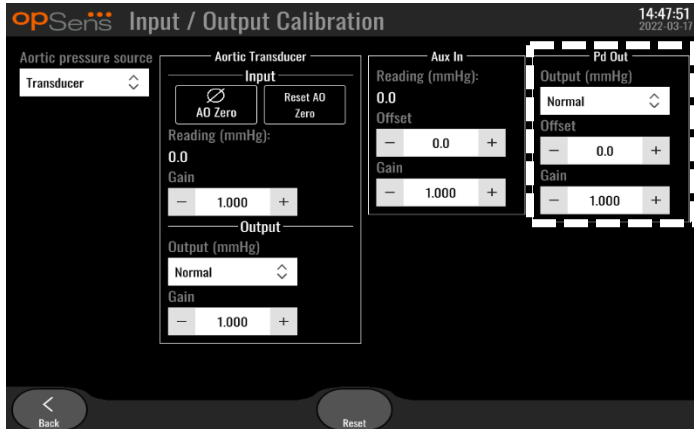 opSens Input / Output Calibration
14:47:51
2022-03-17
Aortic pressure source
Transducer
Aortic Transducer
Input
AO Zero
Reset AO
Zero
Reading (mmHg):
0.0
Gain
− 1.000 +
Output
Output (mmHg)
Normal
Gain
− 1.000 +
Aux In
Reading (mmHg):
0.0
Offset
− 0.0 +
Gain
− 1.000 +
Pd Out
Output (mmHg)
Normal
Offset
− 0.0 +
Gain
− 1.000 +
Back
Reset